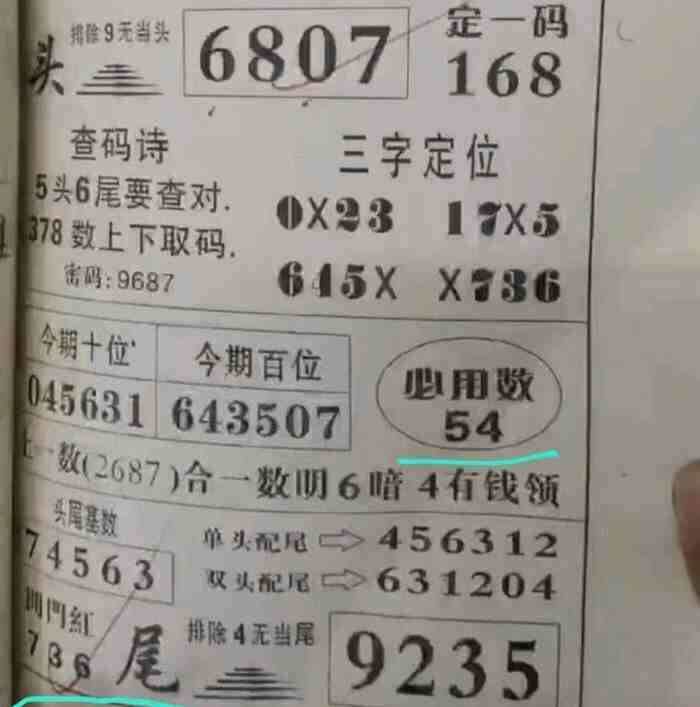 头
排除9无当头
6807
定一码
168
查码诗
5头6尾要查对.
378数上下取码.
密码:9687
三字定位
0X23 17X5
645X X736
今期十位 今期百位
045631 643507
必用数
54
上一数(2687)合一数明6暗4有钱领
头尾基数
74563
单头配尾⇨456312
双头配尾⇨631204
開門紅
736
尾
排除4无当尾
9235